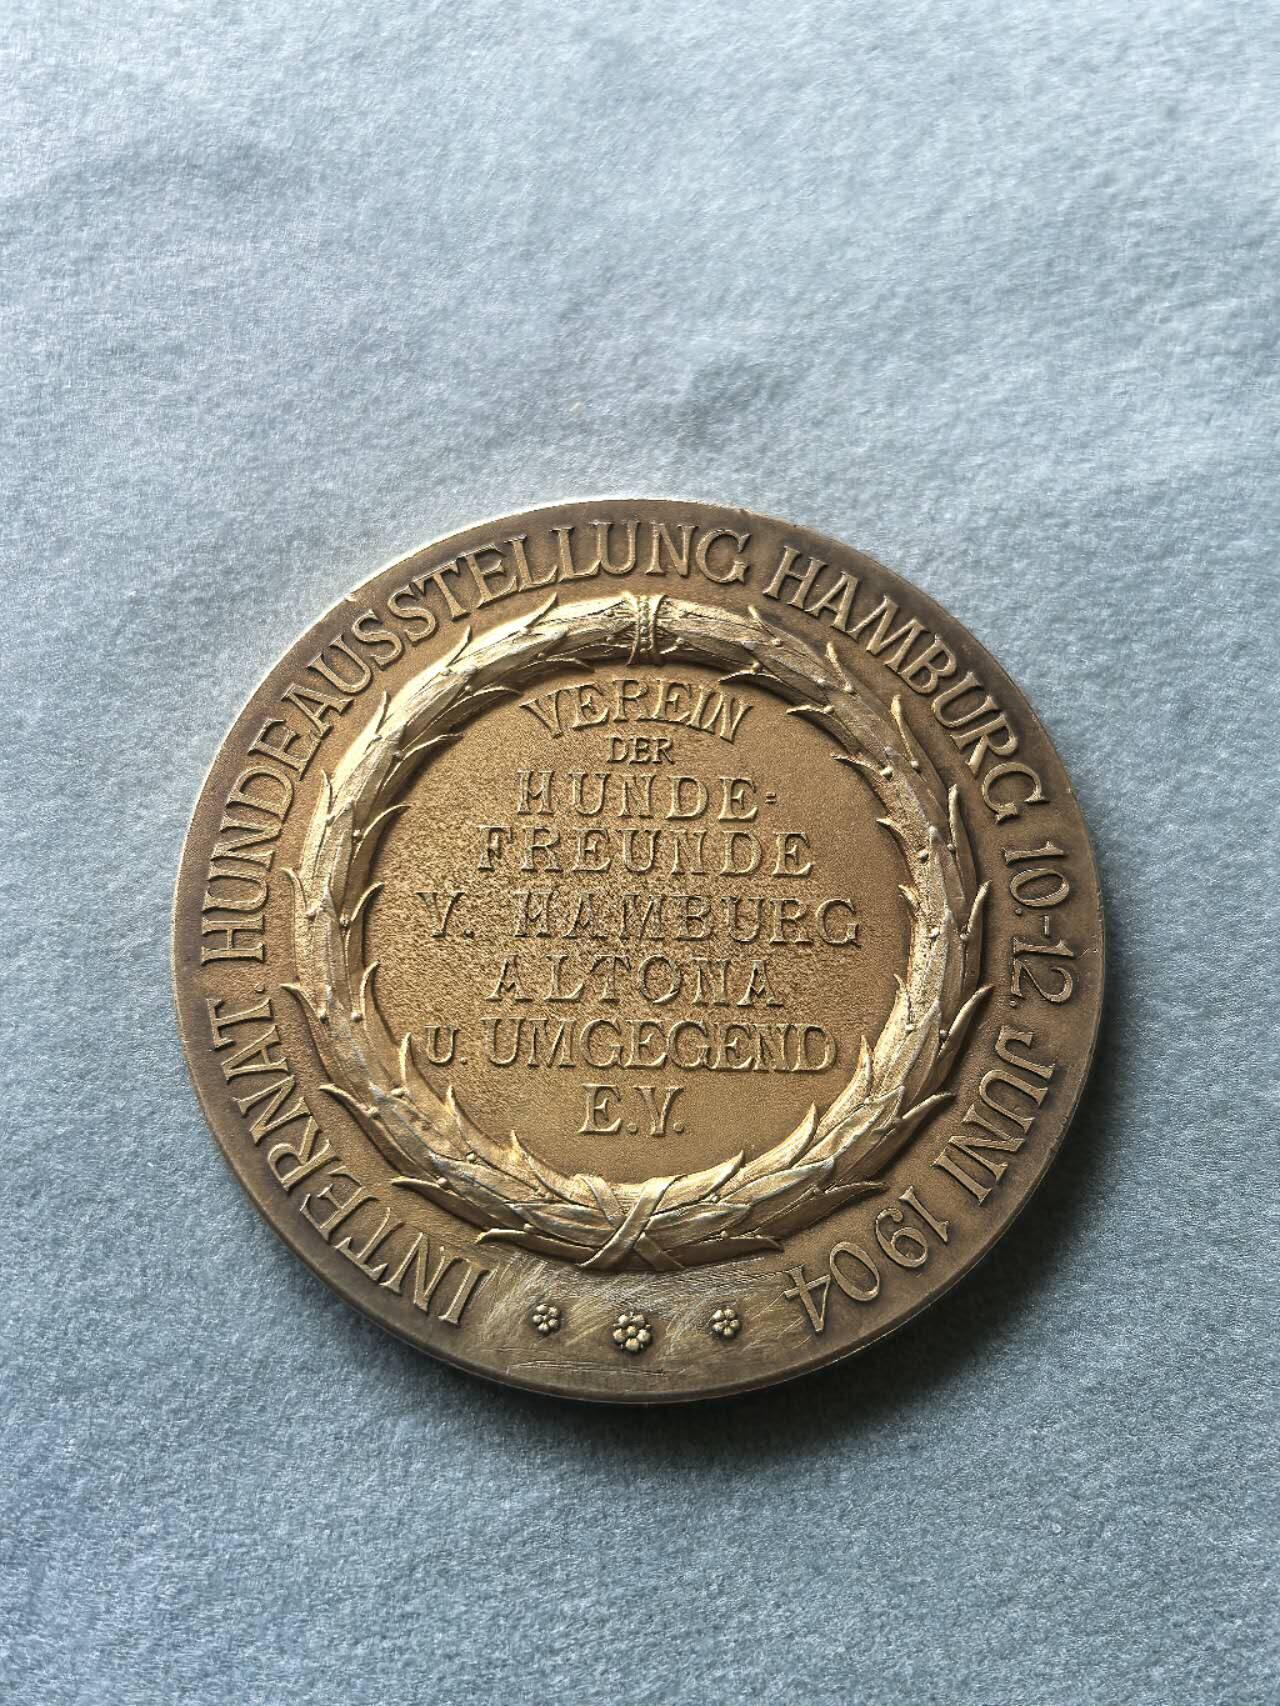 INTERNAT. HUNDEAUSSTELLUNG HAMBURG 10.-12. JUNI 1904
VEREIN
DER
HUNDE-
FREUNDE
V. HAMBURG
ALTONA
U. UMGEGEND
E.V.